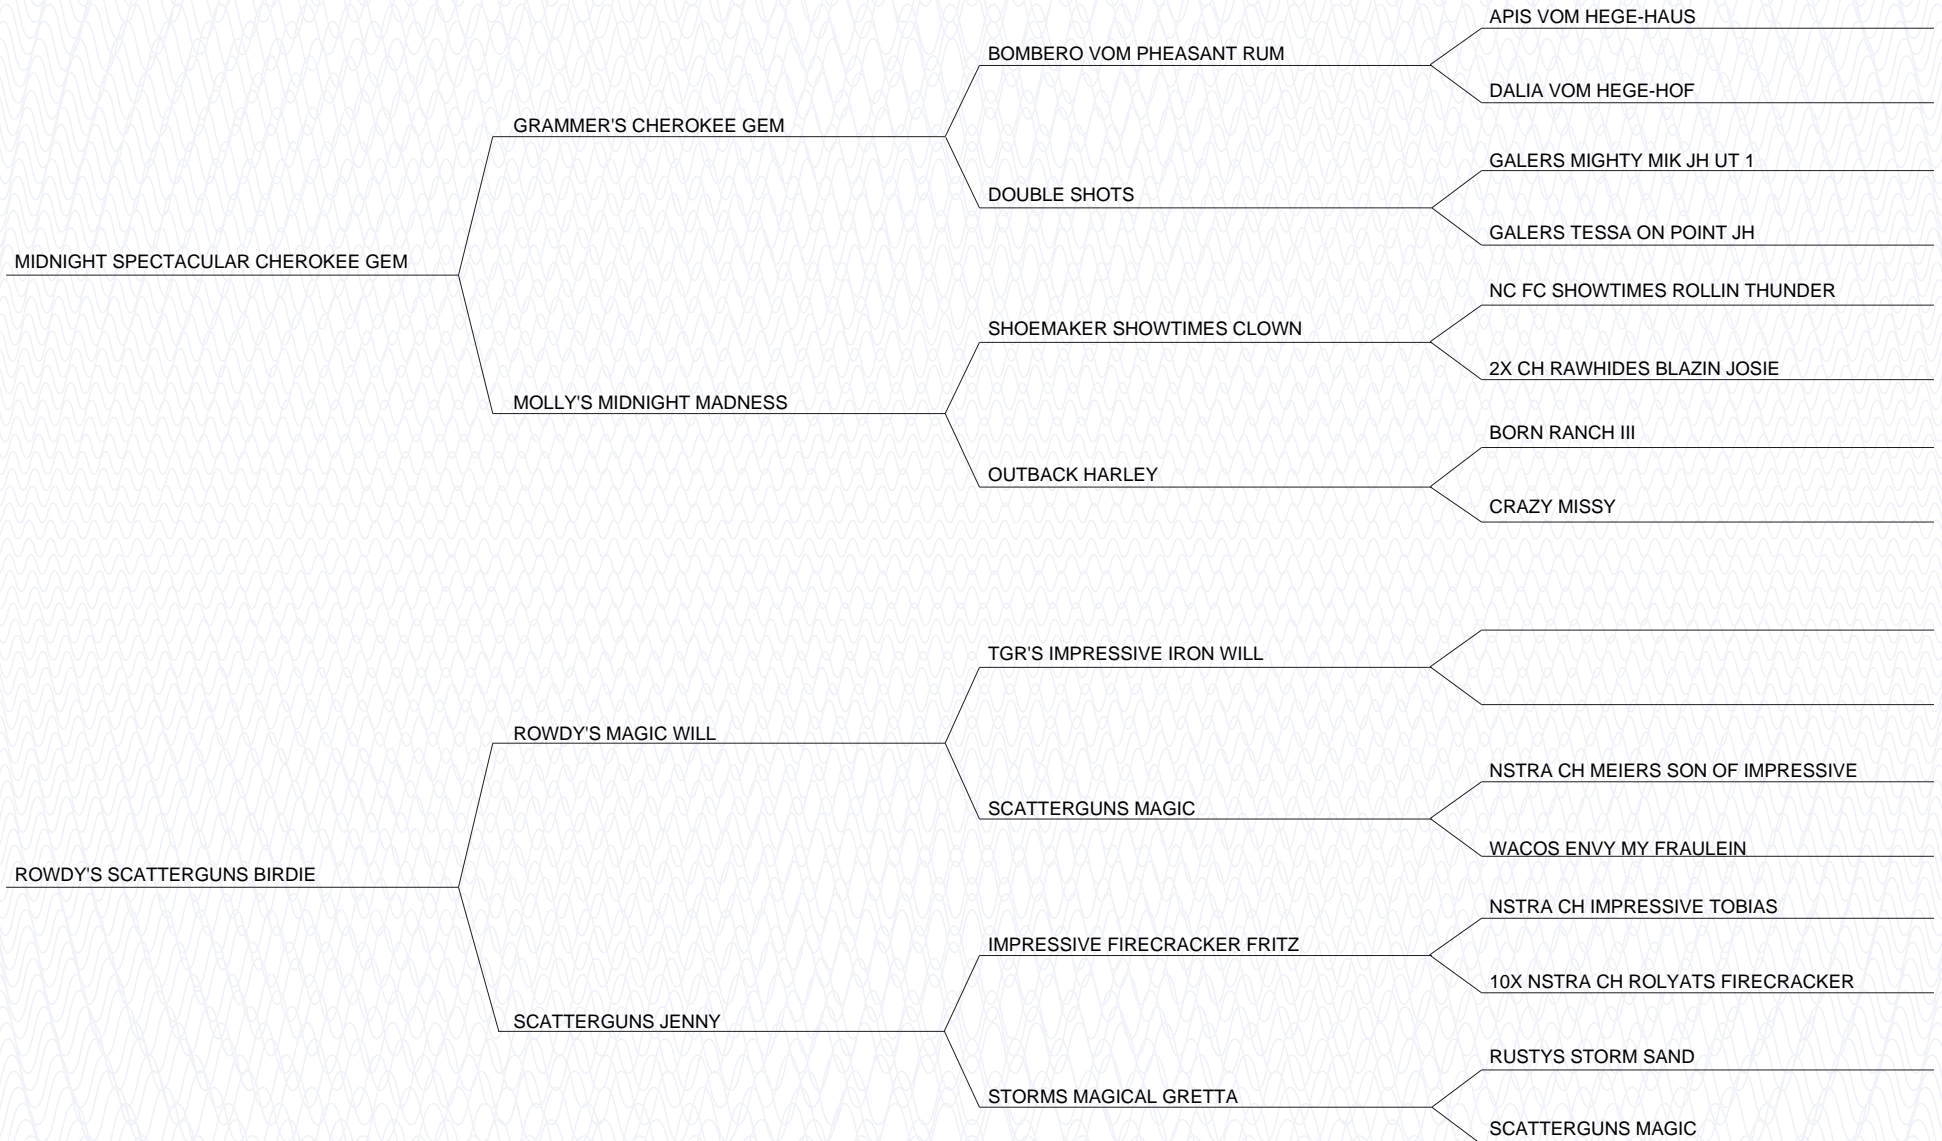 APIS VOM HEGE-HAUS
BOMBERO VOM PHEASANT RUM
DALIA VOM HEGE-HOF
GRAMMER'S CHEROKEE GEM
GALERS MIGHTY MIK JH UT 1
DOUBLE SHOTS
GALERS TESSA ON POINT JH
MIDNIGHT SPECTACULAR CHEROKEE GEM
NC FC SHOWTIMES ROLLIN THUNDER
SHOEMAKER SHOWTIMES CLOWN
2X CH RAWHIDES BLAZIN JOSIE
MOLLY'S MIDNIGHT MADNESS
BORN RANCH III
OUTBACK HARLEY
CRAZY MISSY
TGR'S IMPRESSIVE IRON WILL
ROWDY'S MAGIC WILL
NSTRA CH MEIERS SON OF IMPRESSIVE
SCATTERGUNS MAGIC
WACOS ENVY MY FRAULEIN
ROWDY'S SCATTERGUNS BIRDIE
NSTRA CH IMPRESSIVE TOBIAS
IMPRESSIVE FIRECRACKER FRITZ
10X NSTRA CH ROLYATS FIRECRACKER
SCATTERGUNS JENNY
RUSTYS STORM SAND
STORMS MAGICAL GRETTA
SCATTERGUNS MAGIC